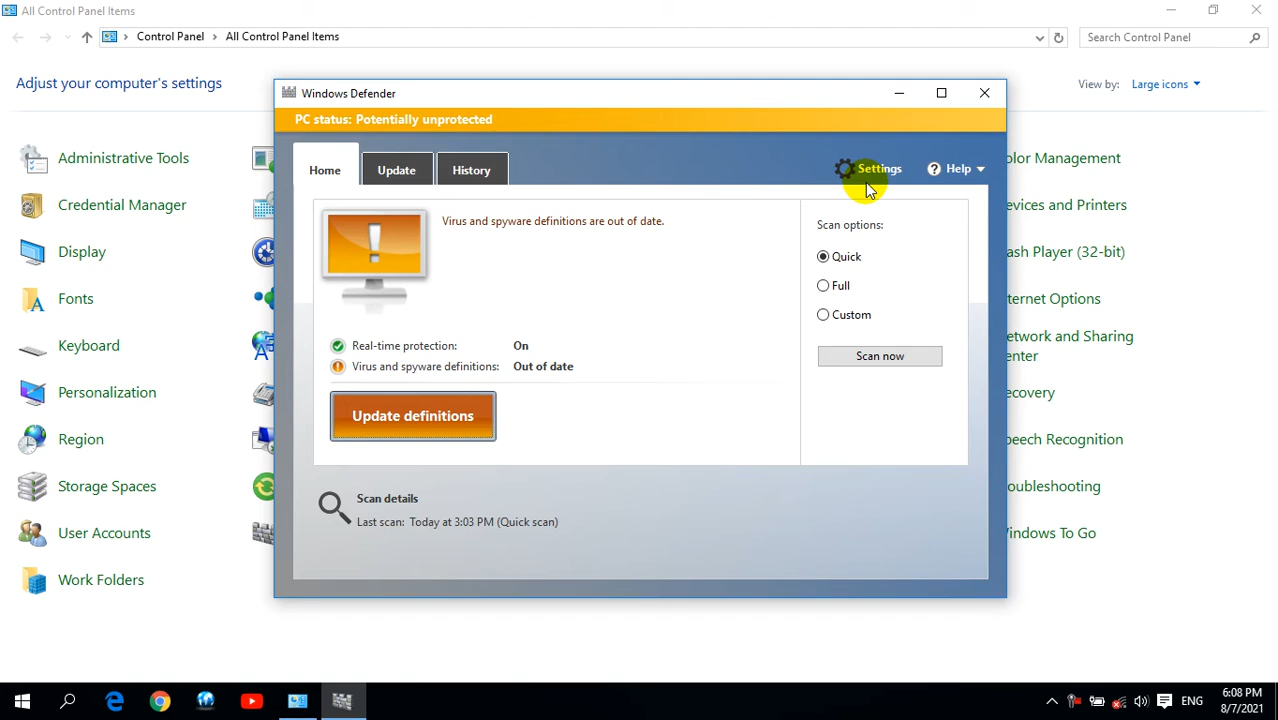 All Control Panel Items
Control Panel
All Control Panel Items
Search Control Panel
Adjust your computer's settings
View by:
Large icons
Administrative Tools
Credential Manager
Display
Fonts
Keyboard
Personalization
Region
Storage Spaces
User Accounts
Work Folders
Windows Defender
PC status: Potentially unprotected
Home
Update
History
Settings
Help
Virus and spyware definitions are out of date.
Real-time protection:
On
Virus and spyware definitions:
Out of date
Update definitions
Scan options:
Quick
Full
Custom
Scan now
Scan details
Last scan: Today at 3:03 PM (Quick scan)
olor Management
evices and Printers
ash Player (32-bit)
ternet Options
etwork and Sharing
enter
ecovery
peech Recognition
oubleshooting
indows To Go
ENG
6:08 PM
8/7/2021